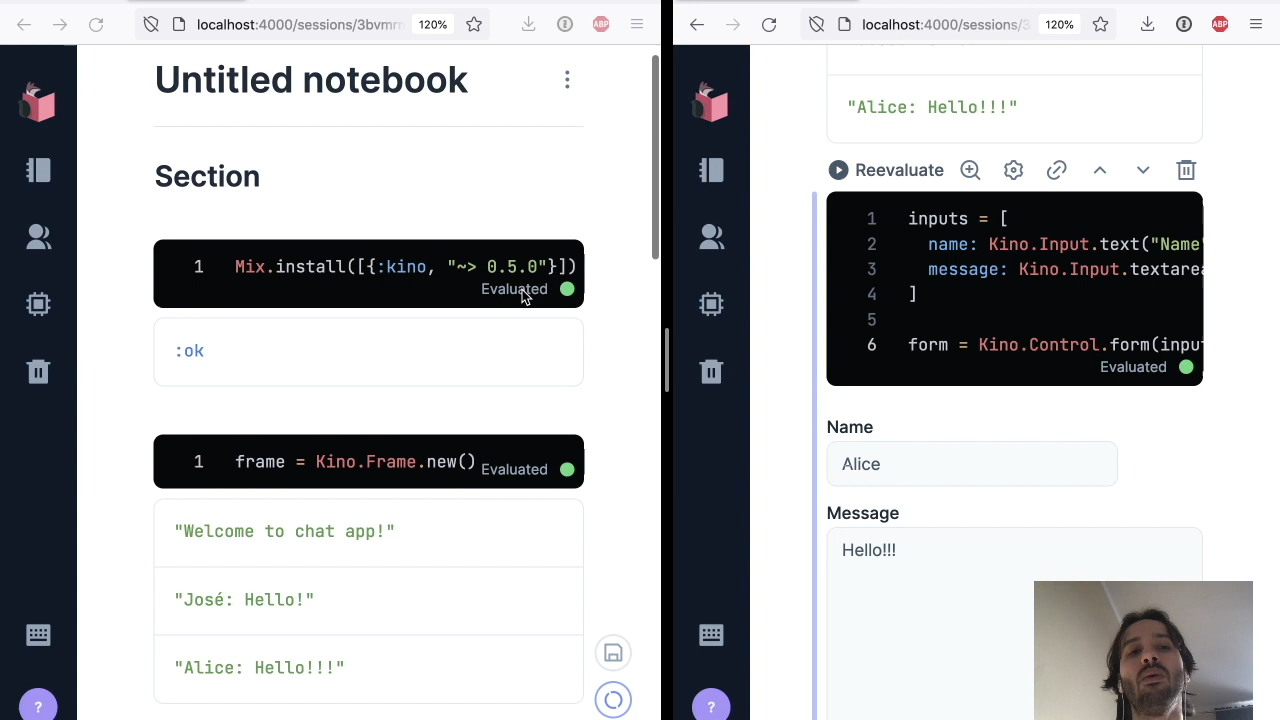 localhost:4000/sessions/3bvmrn
120%
ABP
Untitled notebook
Section
1 Mix.install([{:kino, "~> 0.5.0"}])
Evaluated
:ok
1 frame = Kino.Frame.new()
Evaluated
"Welcome to chat app!"
"José: Hello!"
"Alice: Hello!!!"
?
localhost:4000/sessions/3
120%
ABP
"Alice: Hello!!!"
Reevaluate
1 inputs = [
2 name: Kino.Input.text("Name"
3 message: Kino.Input.textarea
4 ]
5
6 form = Kino.Control.form(input
Evaluated
Name
Alice
Message
Hello!!!
?